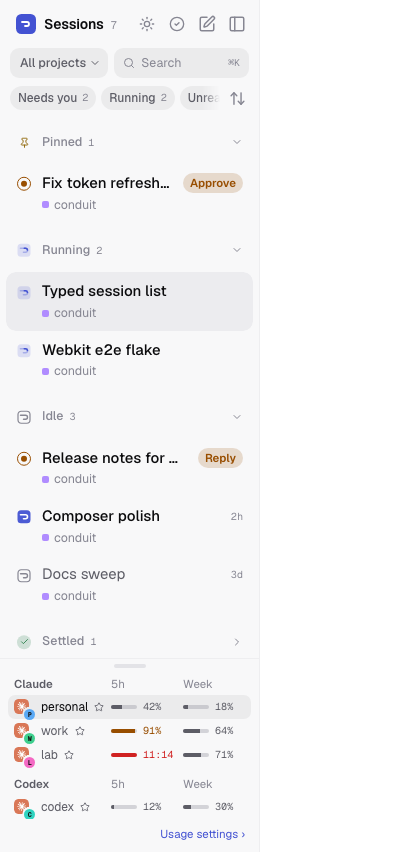 Sessions 7
All projects Search ⌘K
Needs you 2 Running 2 Unrea
Pinned 1
Fix token refresh... Approve
conduit
Running 2
Typed session list
conduit
Webkit e2e flake
conduit
Idle 3
Release notes for ... Reply
conduit
Composer polish 2h
conduit
Docs sweep 3d
conduit
Settled 1
Claude 5h Week
P personal 42% 18%
W work 91% 64%
L lab 11:14 71%
Codex 5h Week
C codex 12% 30%
Usage settings ›